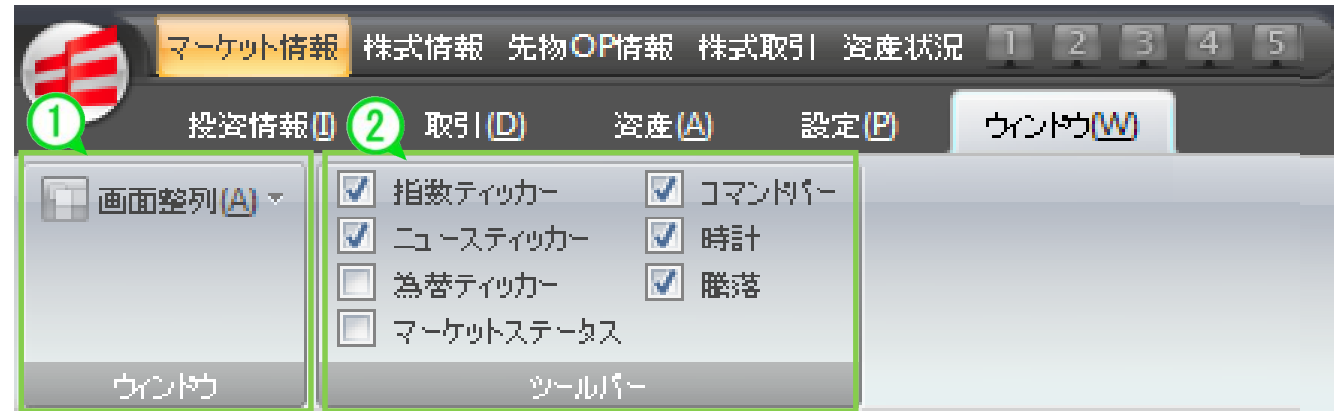 マーケット情報 株式情報 先物OP情報 株式取引 資産状況 1 2 3 4 5
投資情報(I) 取引(D) 資産(A) 設定(P) ウィンドウ(W)
1 2
画面整列(A)
指数ティッカー コマンドバー
ニュースティッカー 時計
為替ティッカー 騰落
マーケットステータス
ウィンドウ ツールバー